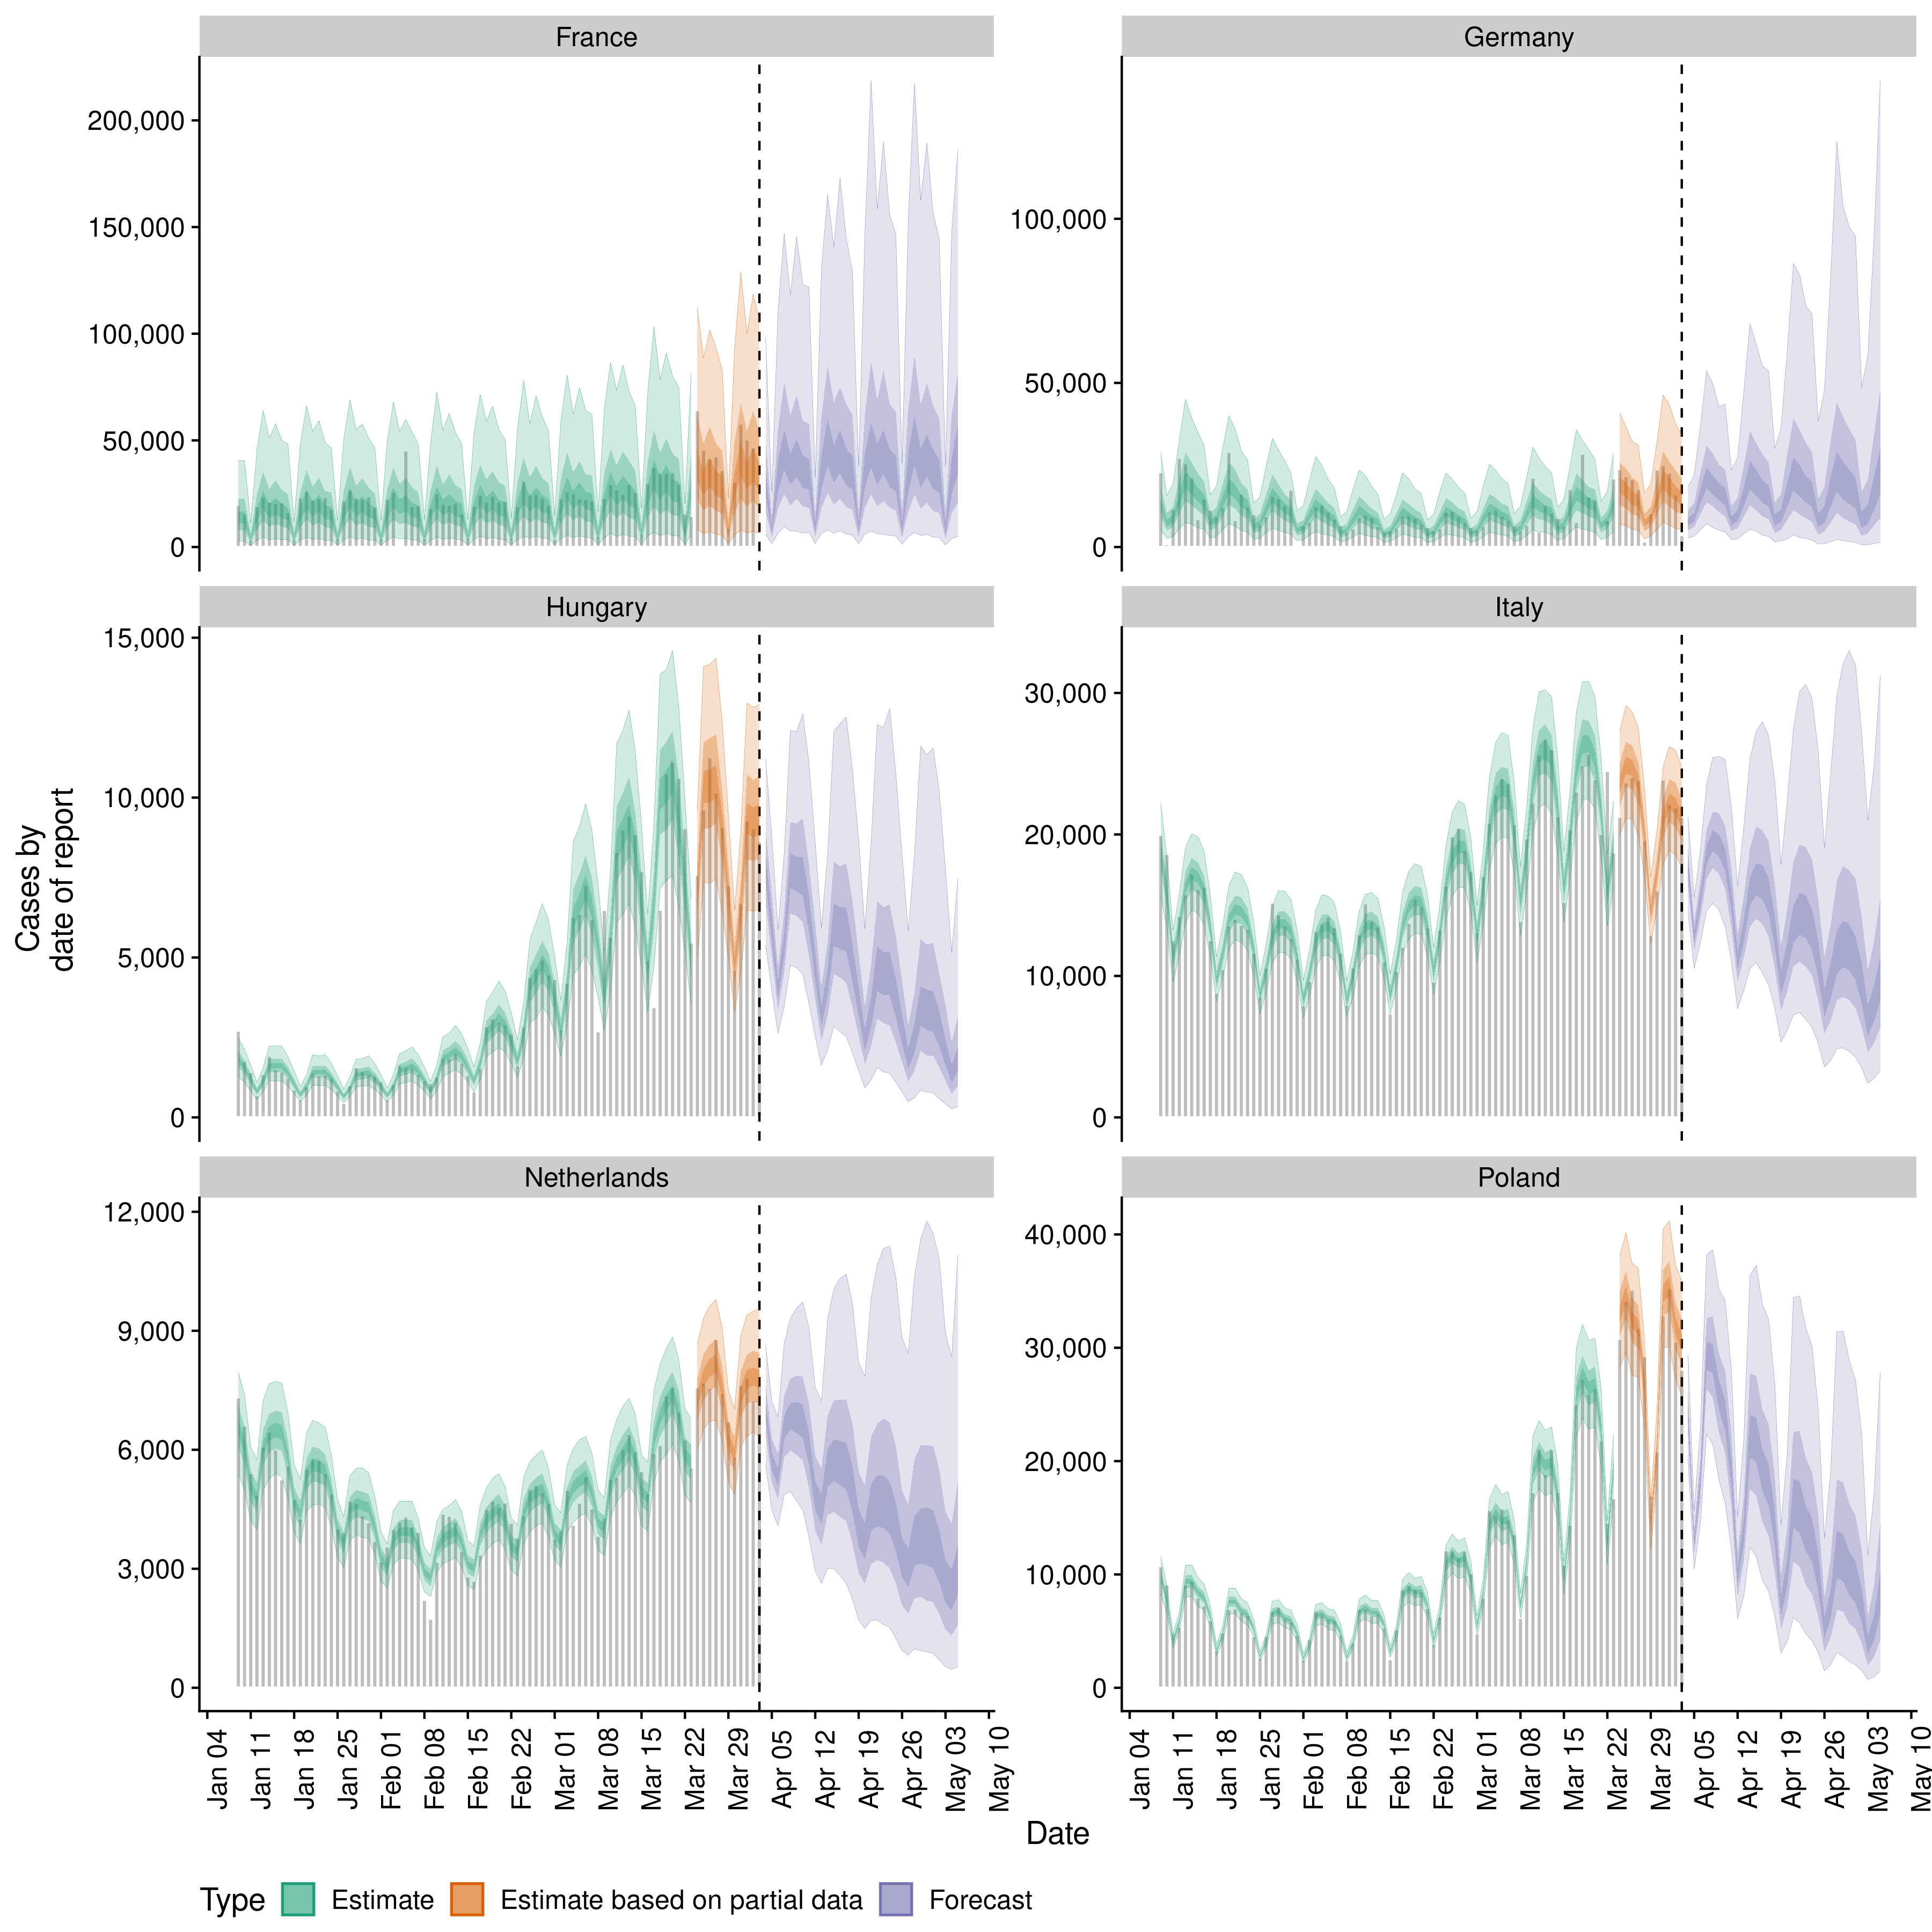 France
Germany
200,000
150,000
100,000
50,000
0
100,000
50,000
0
Hungary
Italy
15,000
10,000
5,000
0
30,000
20,000
10,000
0
Cases by
date of report
Netherlands
Poland
12,000
9,000
6,000
3,000
0
40,000
30,000
20,000
10,000
0
Jan 04
Jan 11
Jan 18
Jan 25
Feb 01
Feb 08
Feb 15
Feb 22
Mar 01
Mar 08
Mar 15
Mar 22
Mar 29
Apr 05
Apr 12
Apr 19
Apr 26
May 03
May 10
Jan 04
Jan 11
Jan 18
Jan 25
Feb 01
Feb 08
Feb 15
Feb 22
Mar 01
Mar 08
Mar 15
Mar 22
Mar 29
Apr 05
Apr 12
Apr 19
Apr 26
May 03
May 10
Date
Type Estimate Estimate based on partial data Forecast